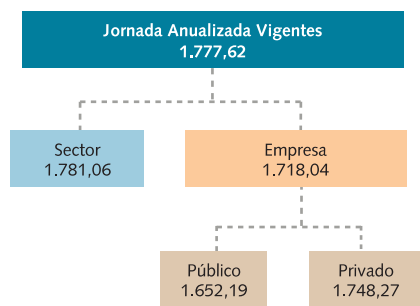 Jornada Anualizada Vigentes
1.777,62
Sector
1.781,06
Empresa
1.718,04
Público
1.652,19
Privado
1.748,27